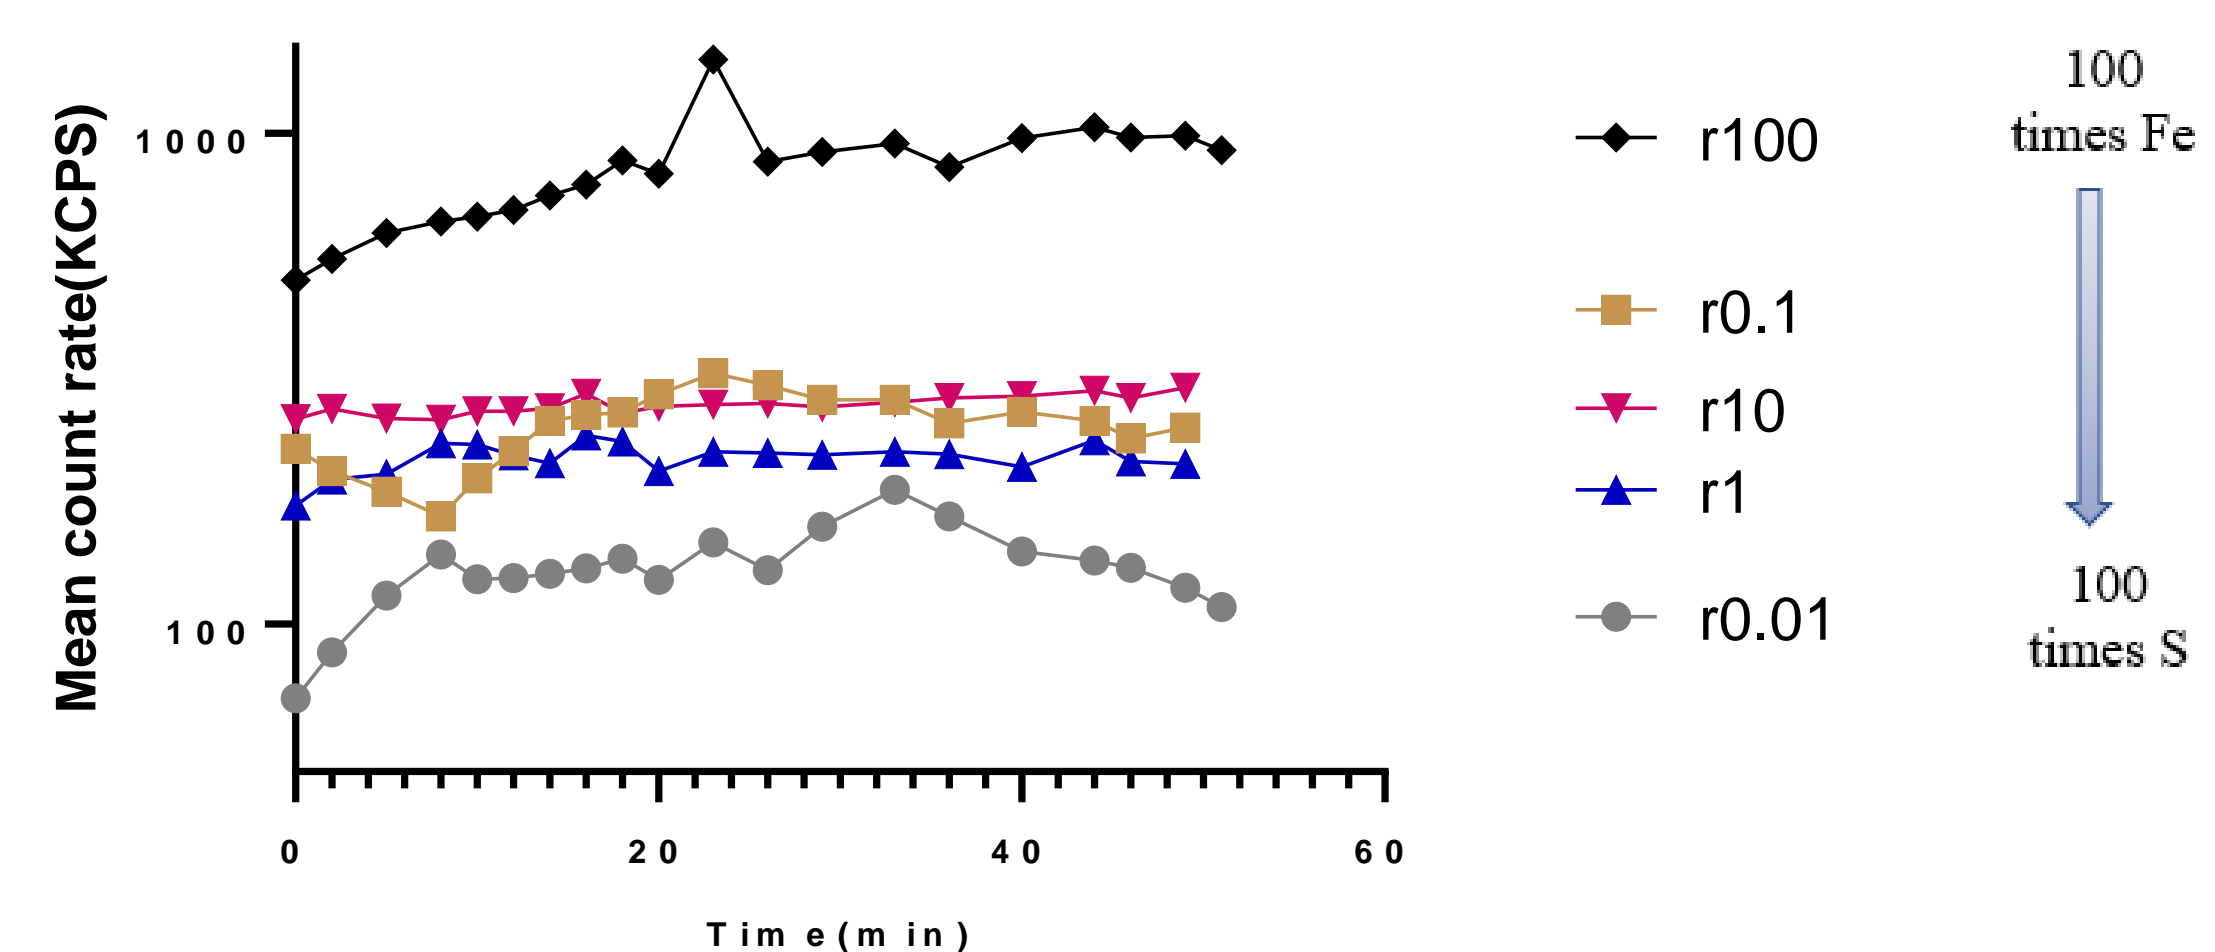 Mean count rate(KCPS)
1000
100
0
20
40
60
Time(min)
r100
r0.1
r10
r1
r0.01
100
times Fe
100
times S